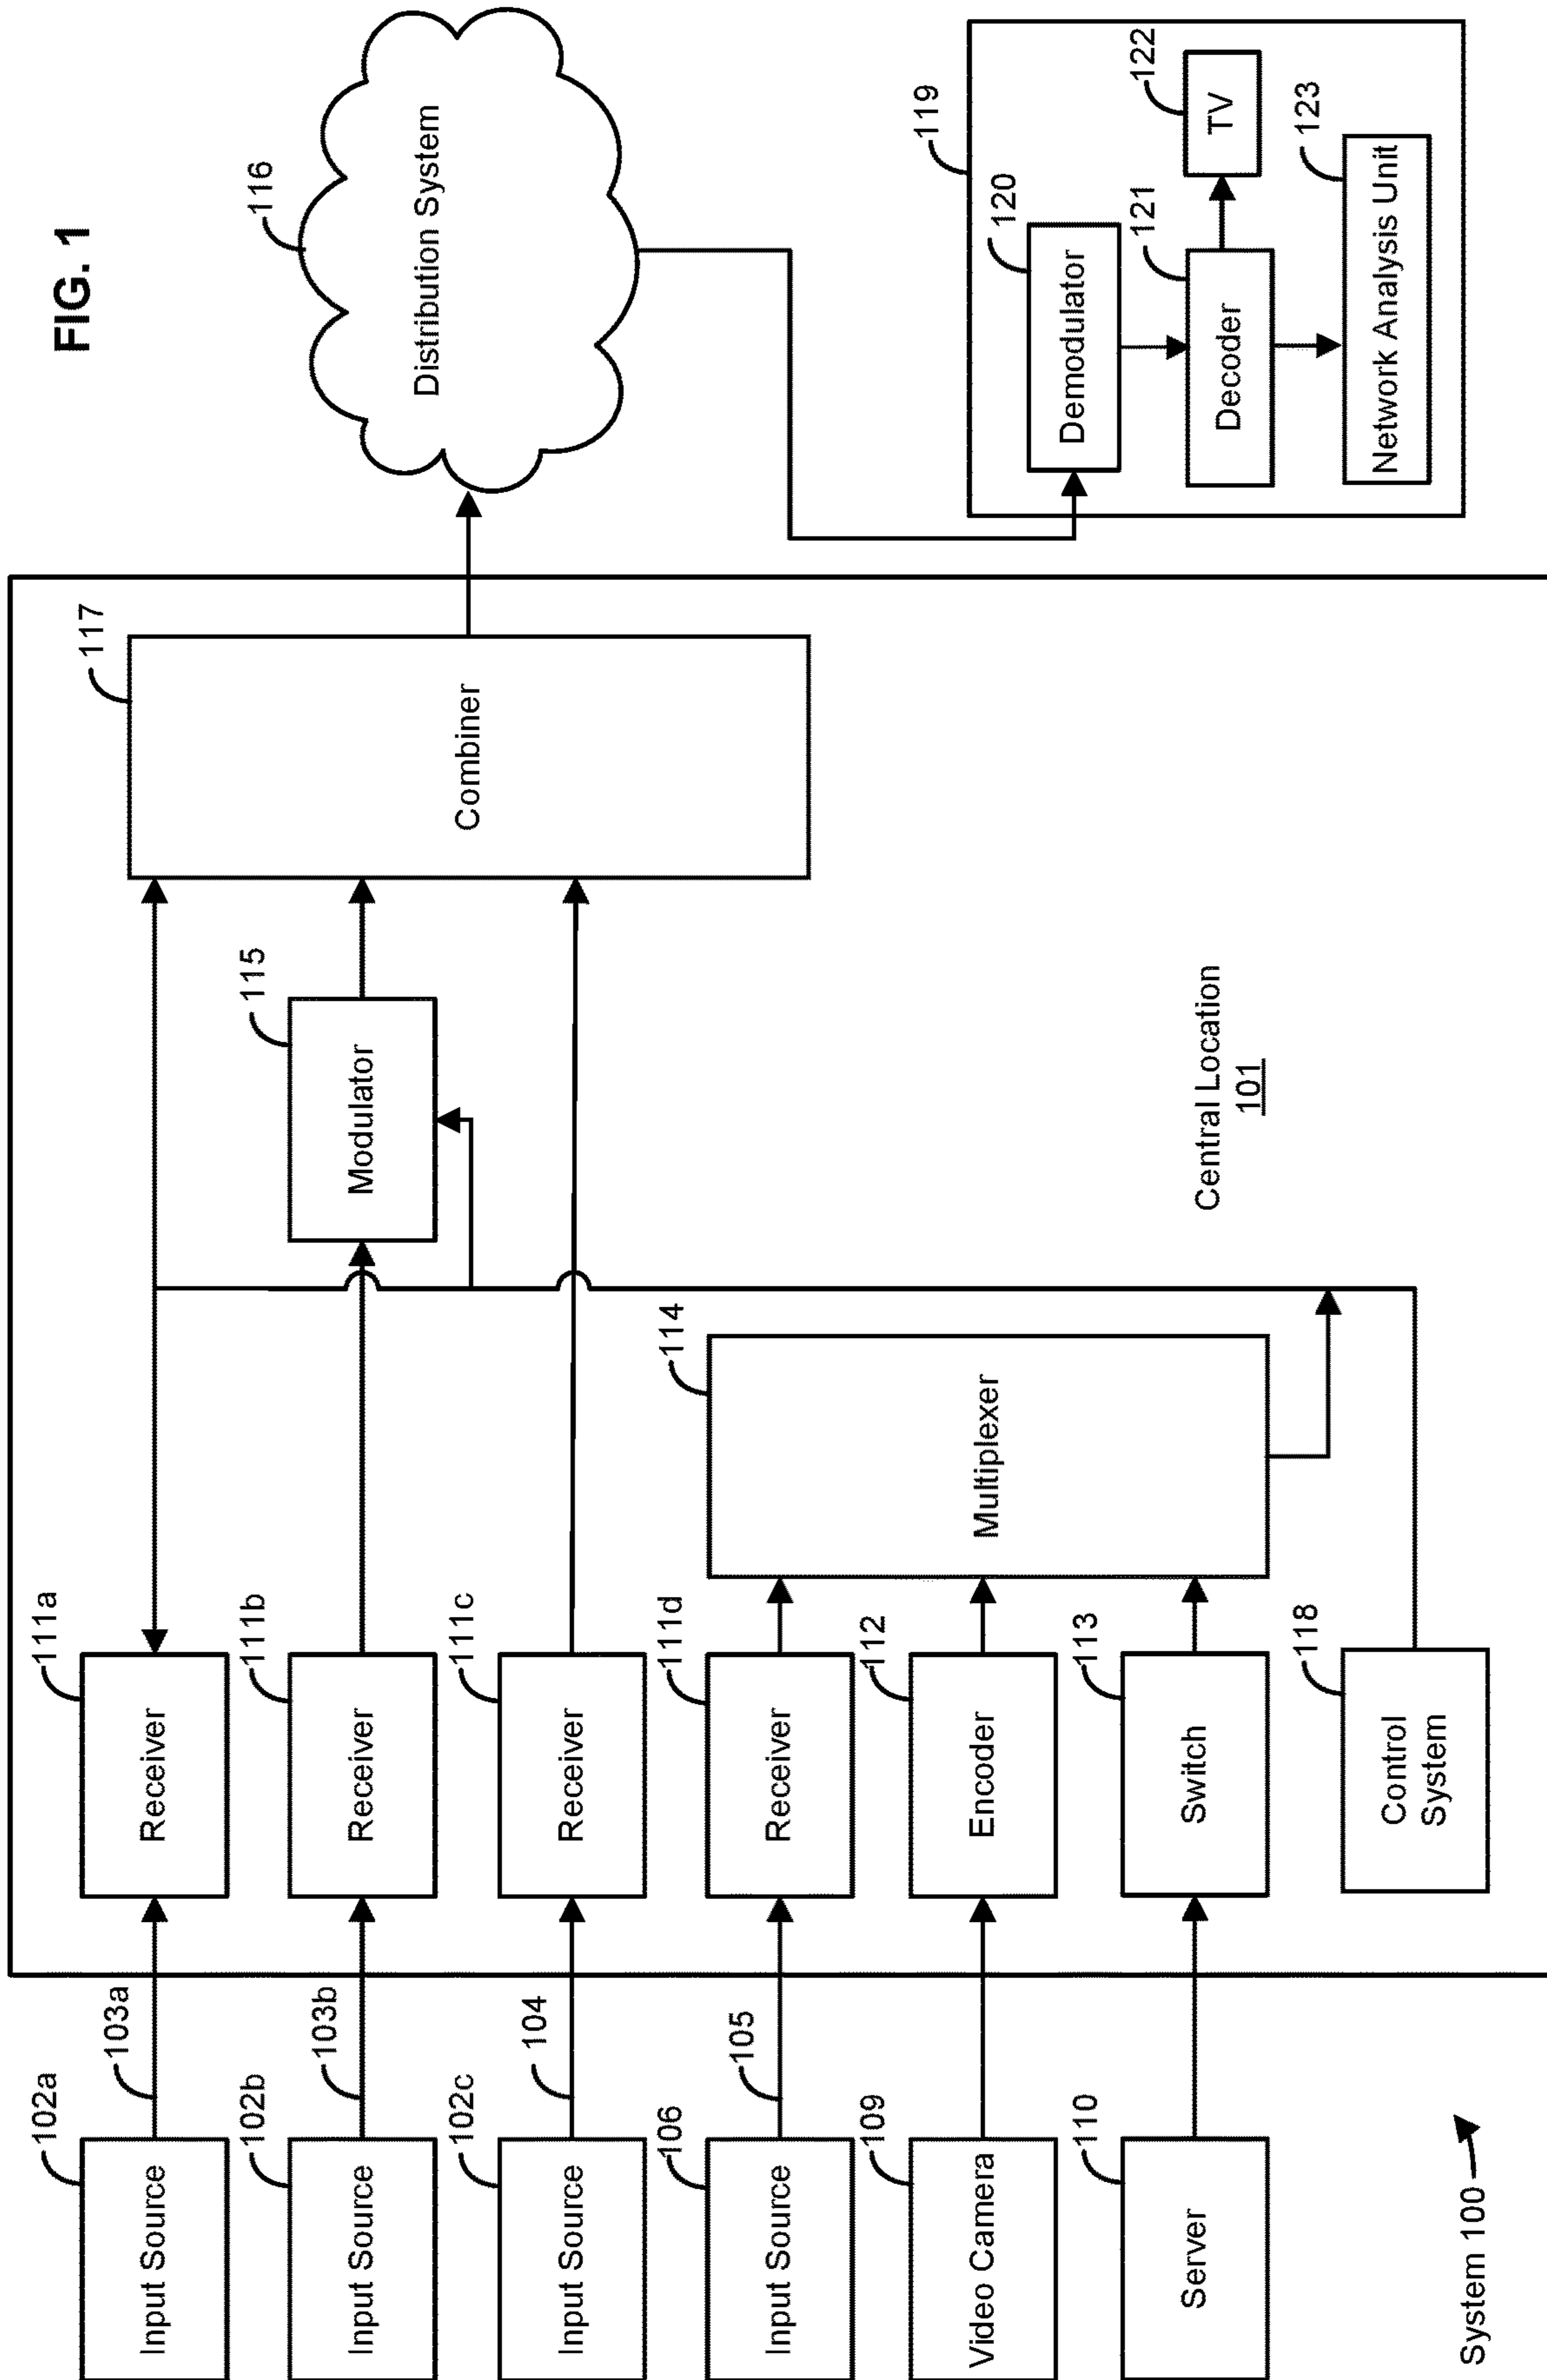 FIG. 1
102a
Input Source
103a
111a
Receiver
102b
Input Source
103b
111b
Receiver
115
Modulator
117
Combiner
116
Distribution System
102c
Input Source
104
111c
Receiver
106
Input Source
105
111d
Receiver
114
Multiplexer
109
Video Camera
112
Encoder
110
Server
113
Switch
118
Control
System
Central Location
101
119
120
Demodulator
121
Decoder
122
TV
123
Network Analysis Unit
System 100